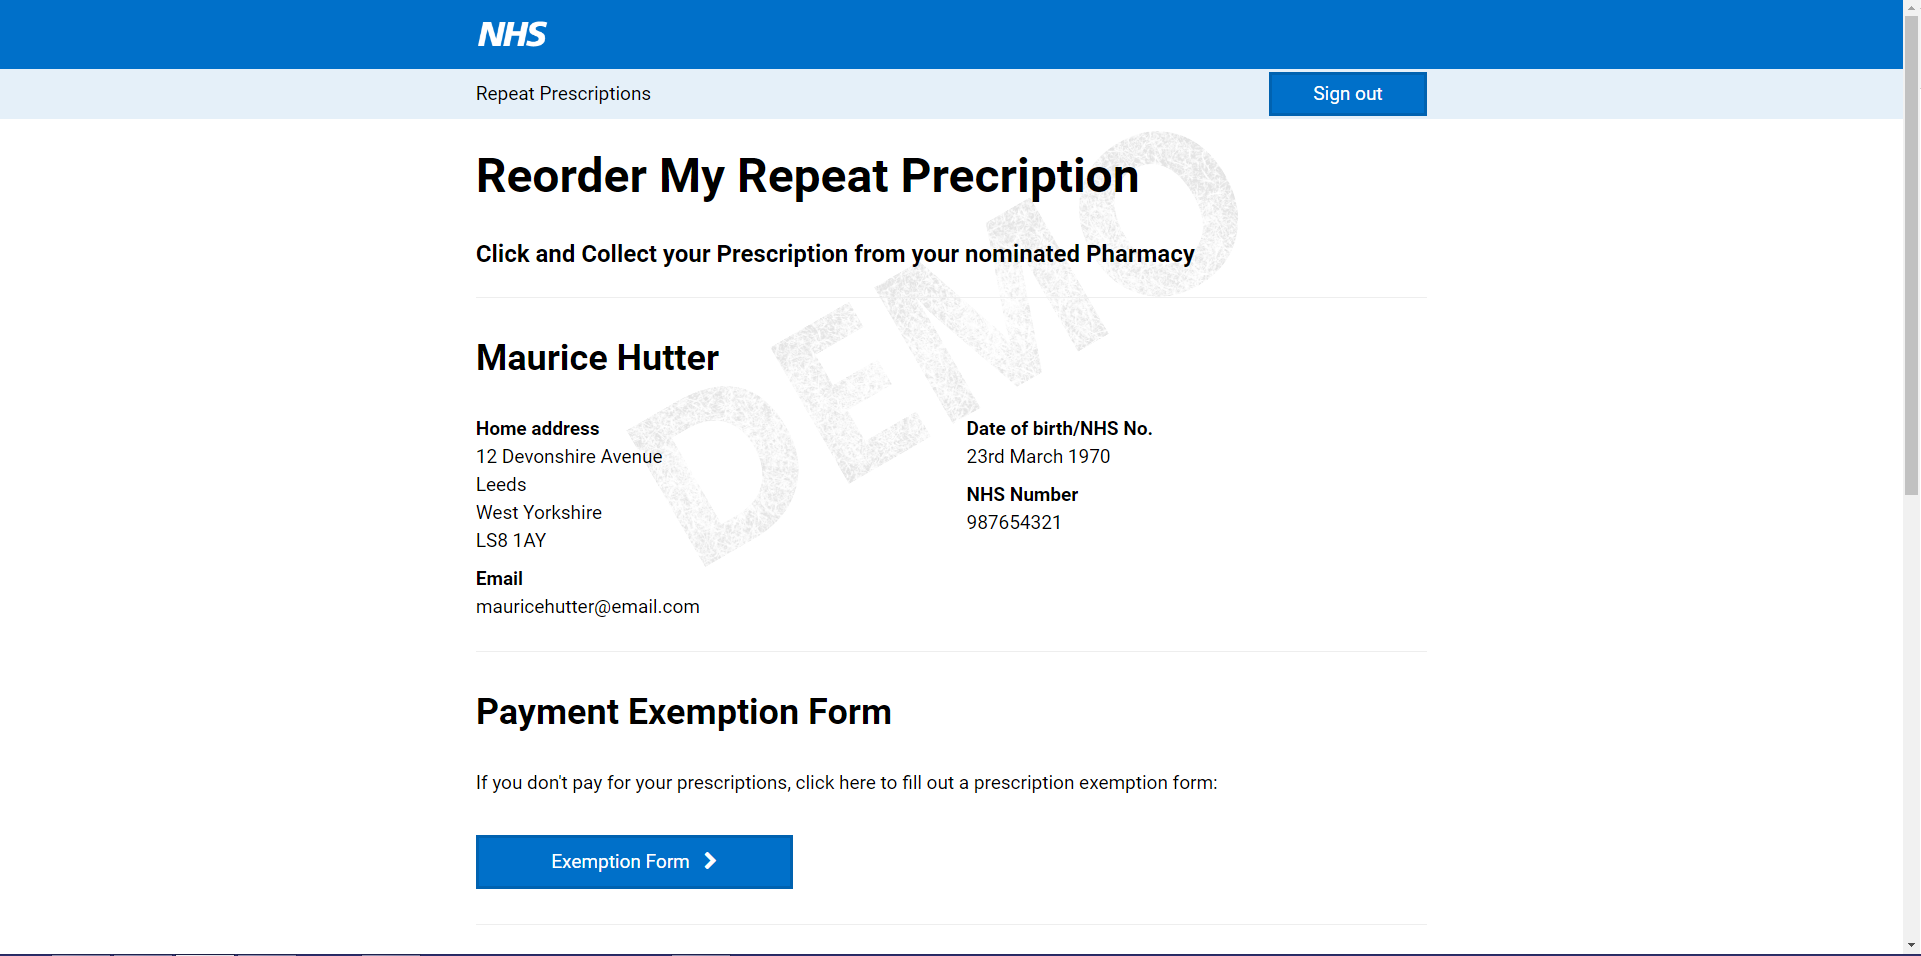 NHS
Repeat Prescriptions
Sign out
Reorder My Repeat Precription
Click and Collect your Prescription from your nominated Pharmacy
DEMO
Maurice Hutter
Home address
12 Devonshire Avenue
Leeds
West Yorkshire
LS8 1AY
Email
mauricehutter@email.com
Date of birth/NHS No.
23rd March 1970
NHS Number
987654321
Payment Exemption Form
If you don't pay for your prescriptions, click here to fill out a prescription exemption form:
Exemption Form